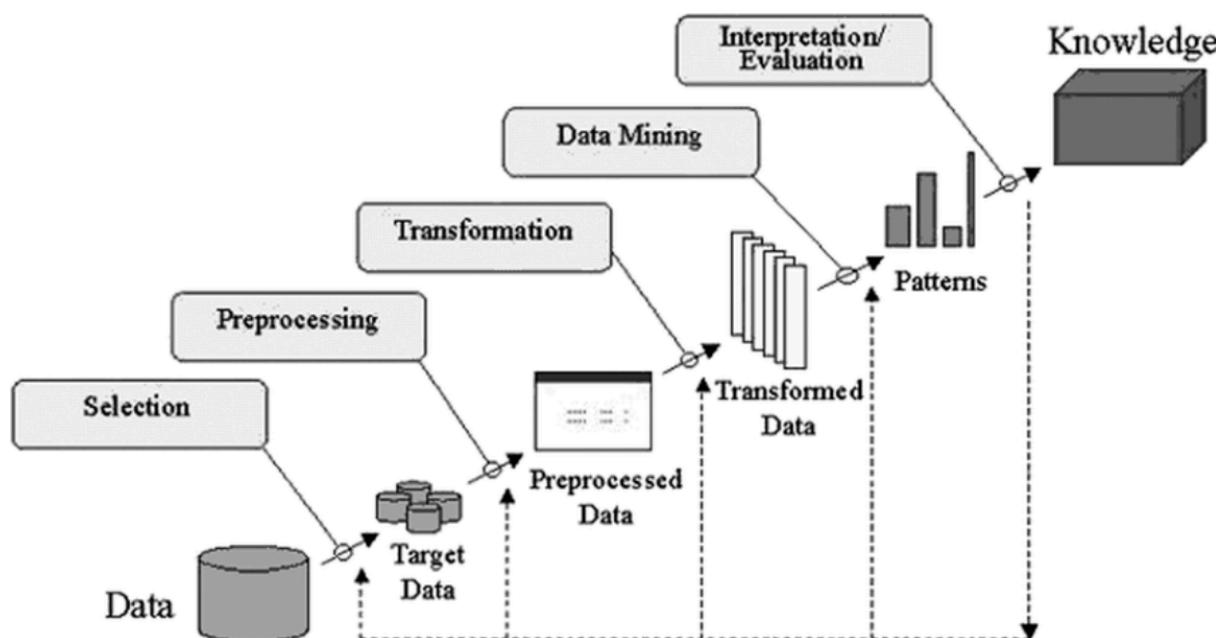 Interpretation/
Evaluation
Knowledge
Data Mining
Transformation
Patterns
Preprocessing
Transformed
Data
Selection
Preprocessed
Data
Target
Data
Data